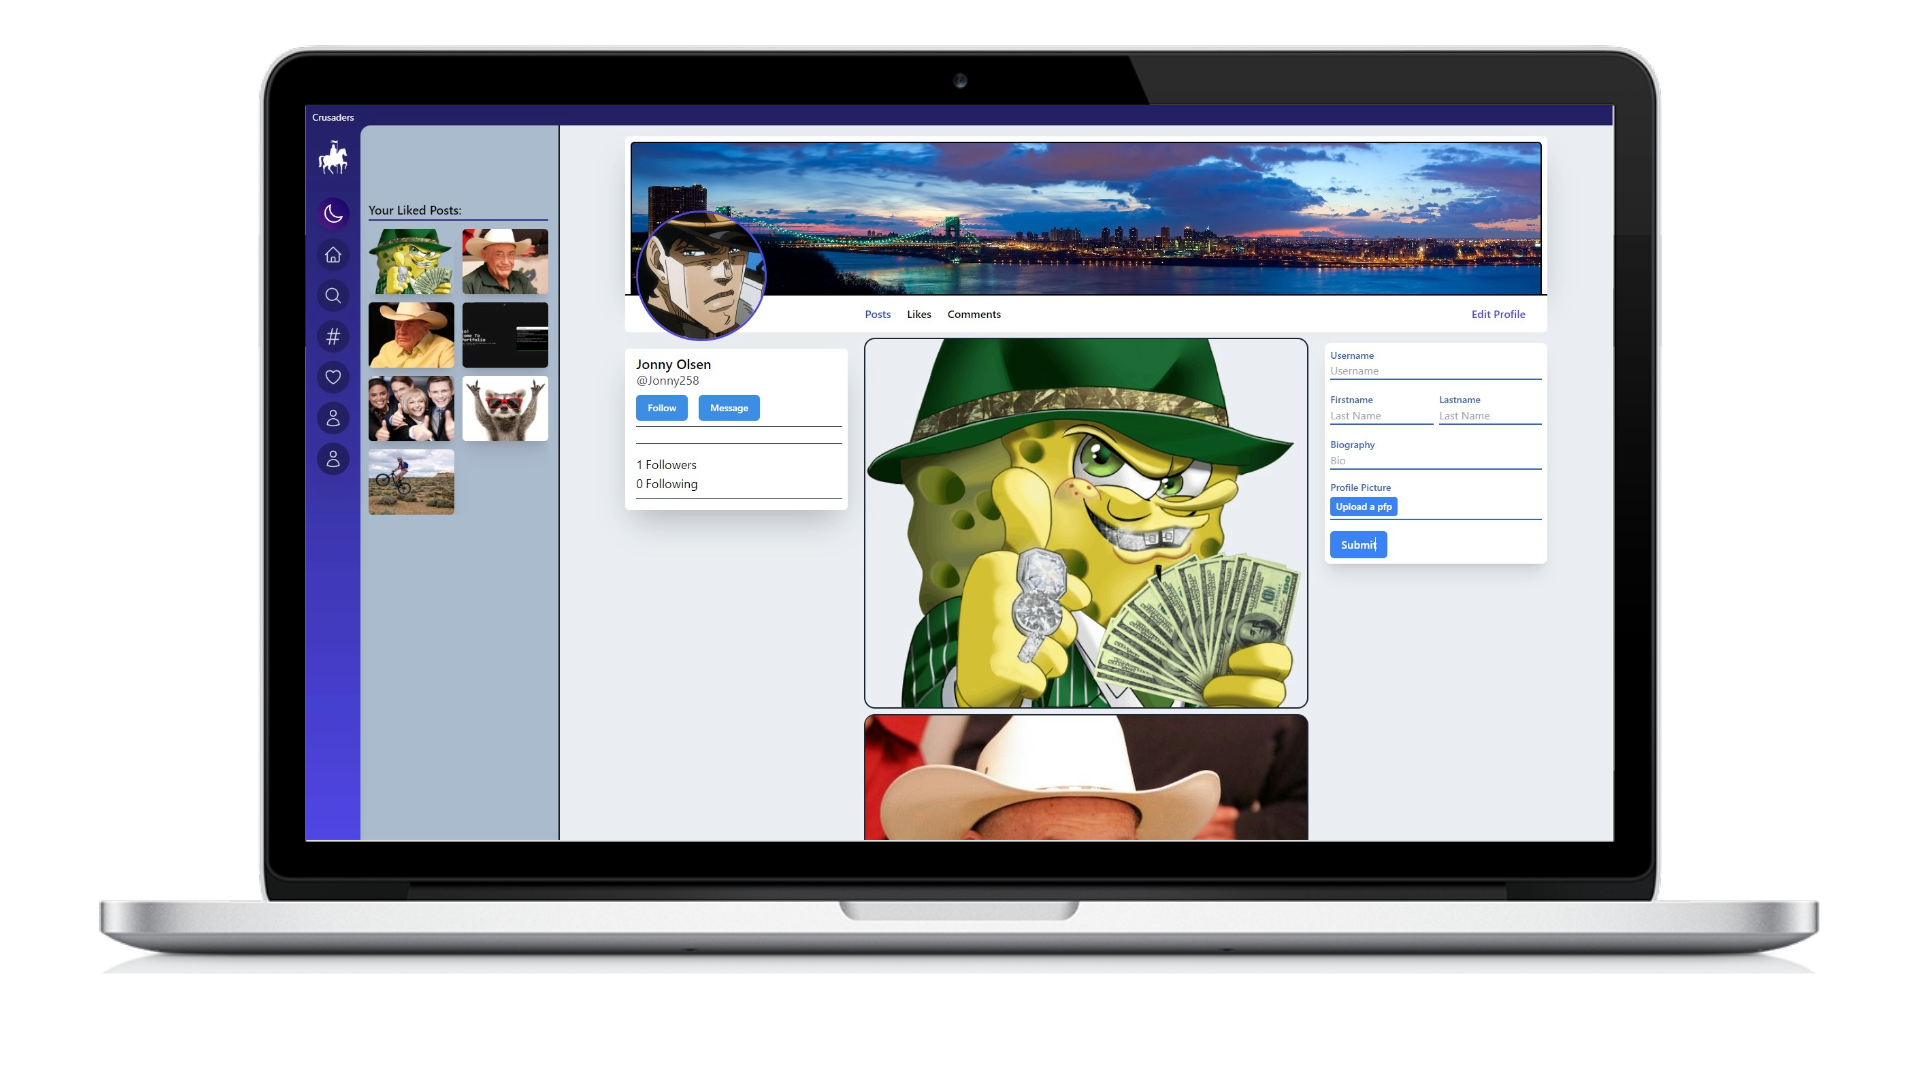 Crusaders
Your Liked Posts:
Posts Likes Comments
Edit Profile
Jonny Olsen
@Jonny258
Follow Message
1 Followers
0 Following
Username
Username
Firstname Lastname
Last Name Last Name
Biography
Bio
Profile Picture
Upload a pfp
Submit